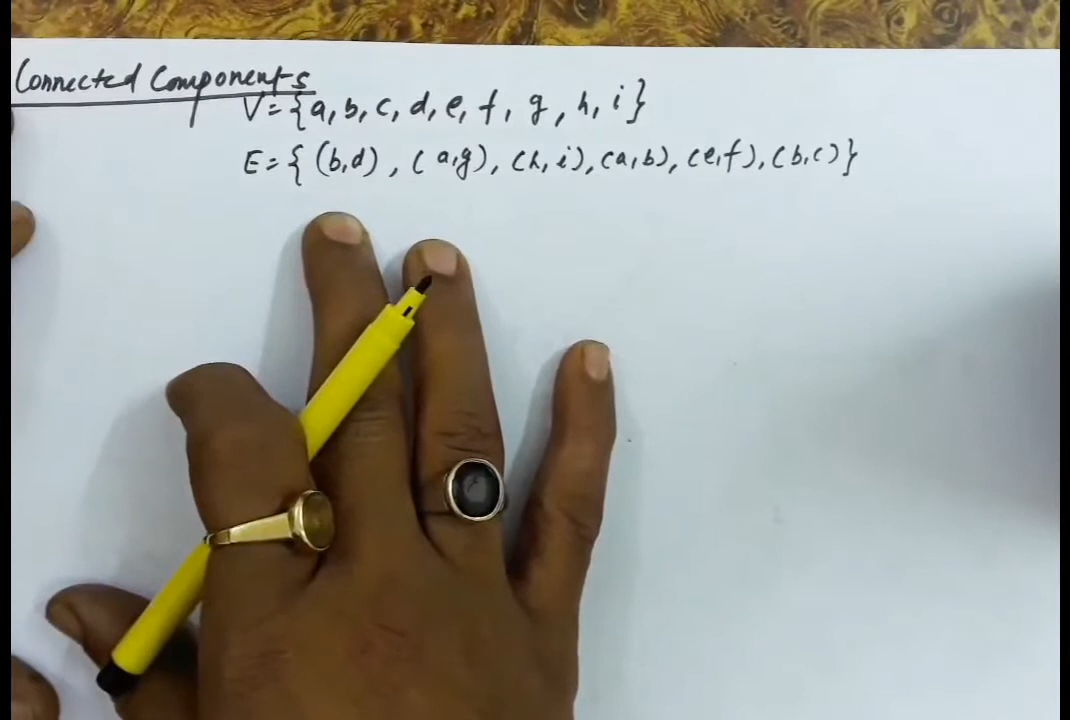 Connected Components
V={a,b,c,d,e,f,g,h,i}
E={(b,d),(a,g),(h,i),(a,b),(e,f),(b,c)}